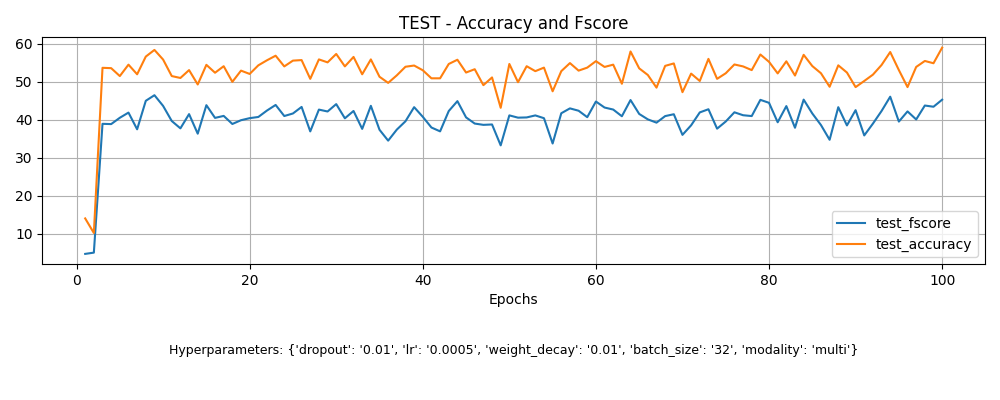 TEST - Accuracy and Fscore
60
50
40
30
20
10
test_fscore
test_accuracy
0 20 40 60 80 100
Epochs
Hyperparameters: {'dropout': '0.01', 'lr': '0.0005', 'weight_decay': '0.01', 'batch_size': '32', 'modality': 'multi'}